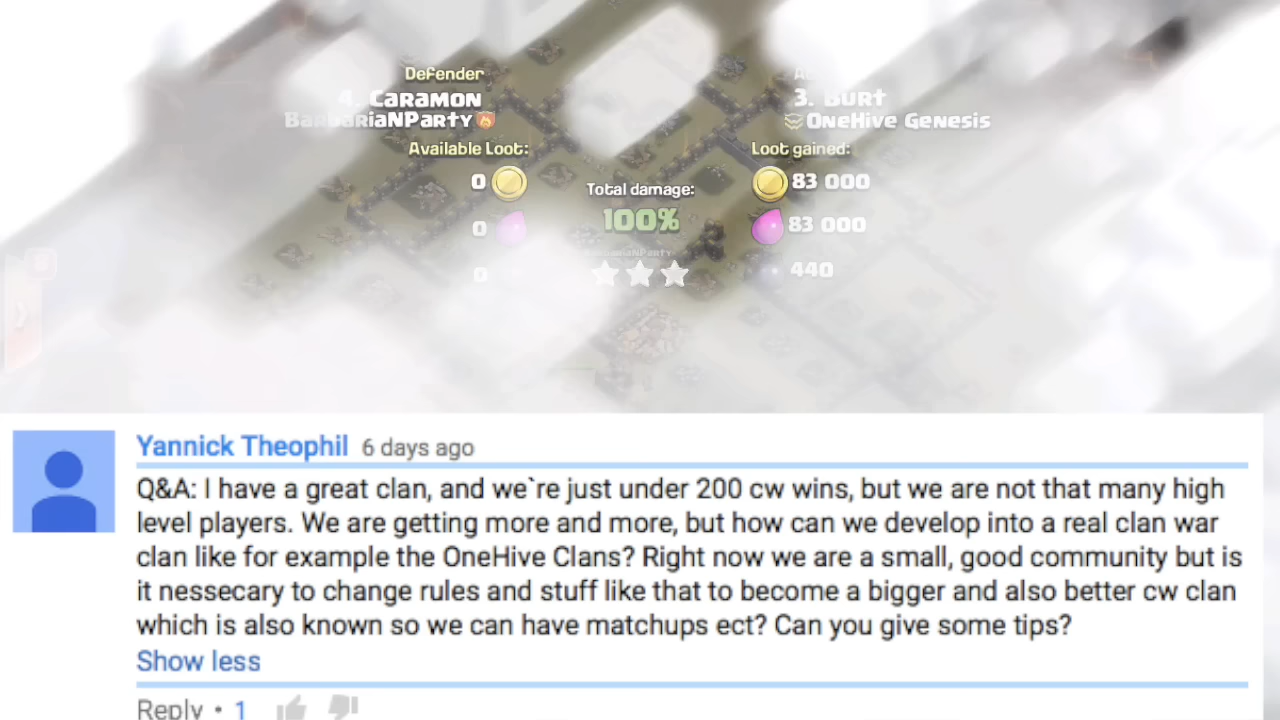 Defender
4. Caramon
BarbariaNParty
Available Loot:
0
0
0
Total damage:
100%
BarbariaNParty
3. Burt
OneHive Genesis
Loot gained:
83 000
83 000
440
Yannick Theophil 6 days ago
Q&A: I have a great clan, and we`re just under 200 cw wins, but we are not that many high
level players. We are getting more and more, but how can we develop into a real clan war
clan like for example the OneHive Clans? Right now we are a small, good community but is
it nessecary to change rules and stuff like that to become a bigger and also better cw clan
which is also known so we can have matchups ect? Can you give some tips?
Show less
Reply • 1